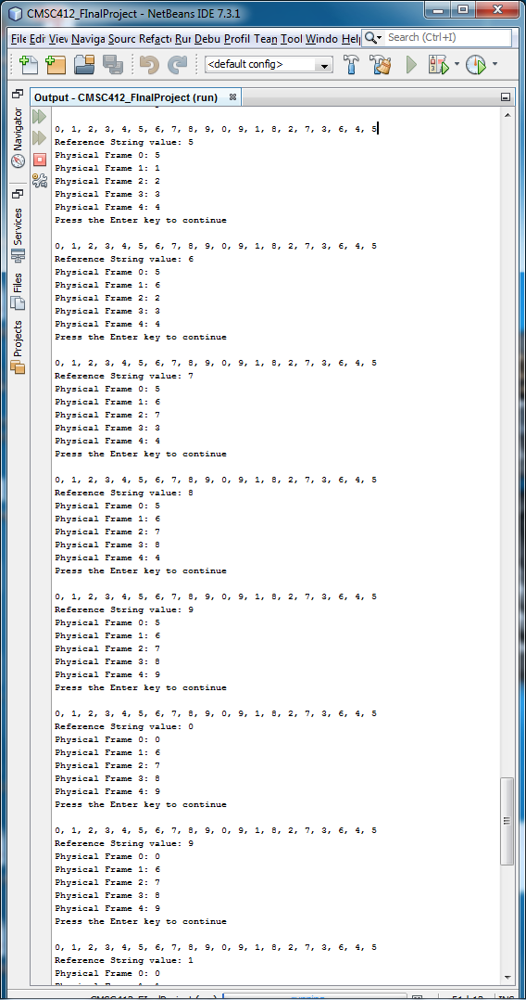 CMSC412_FInalProject - NetBeans IDE 7.3.1
File Edit View Naviga Sourc Refacto Run Debu Profil Tean Tool Windo Help Search (Ctrl+I)
<default config>
Output - CMSC412_FInalProject (run)
Navigator
Services
Files
Projects
0, 1, 2, 3, 4, 5, 6, 7, 8, 9, 0, 9, 1, 8, 2, 7, 3, 6, 4, 5
Reference String value: 5
Physical Frame 0: 5
Physical Frame 1: 1
Physical Frame 2: 2
Physical Frame 3: 3
Physical Frame 4: 4
Press the Enter key to continue
0, 1, 2, 3, 4, 5, 6, 7, 8, 9, 0, 9, 1, 8, 2, 7, 3, 6, 4, 5
Reference String value: 6
Physical Frame 0: 5
Physical Frame 1: 6
Physical Frame 2: 2
Physical Frame 3: 3
Physical Frame 4: 4
Press the Enter key to continue
0, 1, 2, 3, 4, 5, 6, 7, 8, 9, 0, 9, 1, 8, 2, 7, 3, 6, 4, 5
Reference String value: 7
Physical Frame 0: 5
Physical Frame 1: 6
Physical Frame 2: 7
Physical Frame 3: 3
Physical Frame 4: 4
Press the Enter key to continue
0, 1, 2, 3, 4, 5, 6, 7, 8, 9, 0, 9, 1, 8, 2, 7, 3, 6, 4, 5
Reference String value: 8
Physical Frame 0: 5
Physical Frame 1: 6
Physical Frame 2: 7
Physical Frame 3: 8
Physical Frame 4: 4
Press the Enter key to continue
0, 1, 2, 3, 4, 5, 6, 7, 8, 9, 0, 9, 1, 8, 2, 7, 3, 6, 4, 5
Reference String value: 9
Physical Frame 0: 5
Physical Frame 1: 6
Physical Frame 2: 7
Physical Frame 3: 8
Physical Frame 4: 9
Press the Enter key to continue
0, 1, 2, 3, 4, 5, 6, 7, 8, 9, 0, 9, 1, 8, 2, 7, 3, 6, 4, 5
Reference String value: 0
Physical Frame 0: 0
Physical Frame 1: 6
Physical Frame 2: 7
Physical Frame 3: 8
Physical Frame 4: 9
Press the Enter key to continue
0, 1, 2, 3, 4, 5, 6, 7, 8, 9, 0, 9, 1, 8, 2, 7, 3, 6, 4, 5
Reference String value: 9
Physical Frame 0: 0
Physical Frame 1: 6
Physical Frame 2: 7
Physical Frame 3: 8
Physical Frame 4: 9
Press the Enter key to continue
0, 1, 2, 3, 4, 5, 6, 7, 8, 9, 0, 9, 1, 8, 2, 7, 3, 6, 4, 5
Reference String value: 1
Physical Frame 0: 0